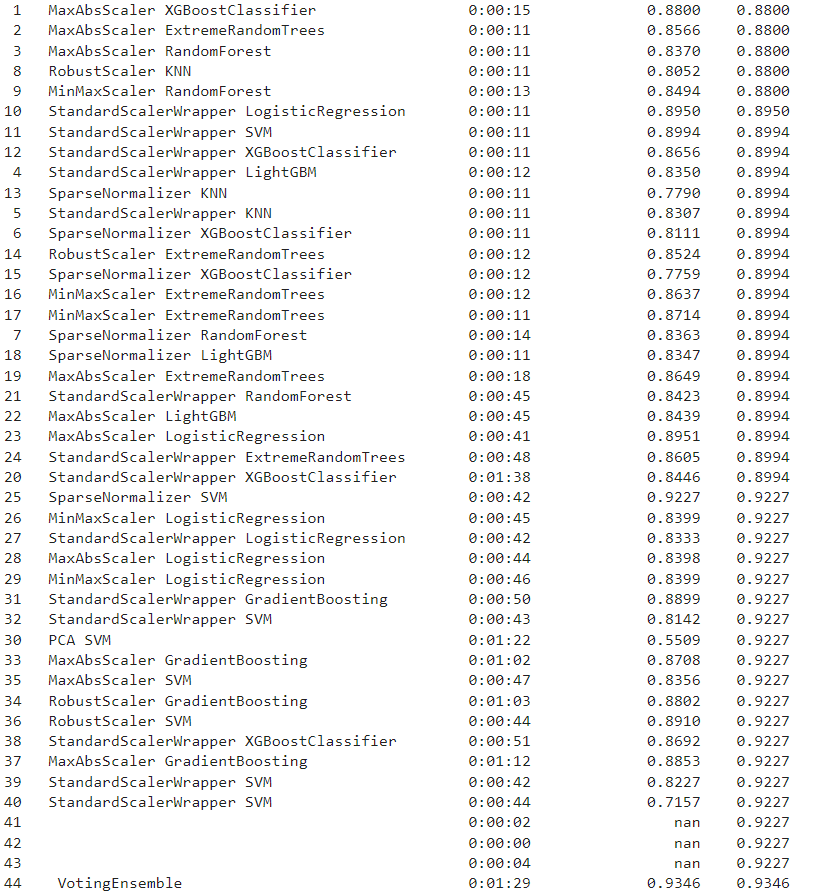 1 MaxAbsScaler XGBoostClassifier 0:00:15 0.8800 0.8800
2 MaxAbsScaler ExtremeRandomTrees 0:00:11 0.8566 0.8800
3 MaxAbsScaler RandomForest 0:00:11 0.8370 0.8800
8 RobustScaler KNN 0:00:11 0.8052 0.8800
9 MinMaxScaler RandomForest 0:00:13 0.8494 0.8800
10 StandardScalerWrapper LogisticRegression 0:00:11 0.8950 0.8950
11 StandardScalerWrapper SVM 0:00:11 0.8994 0.8994
12 StandardScalerWrapper XGBoostClassifier 0:00:11 0.8656 0.8994
4 StandardScalerWrapper LightGBM 0:00:12 0.8350 0.8994
13 SparseNormalizer KNN 0:00:11 0.7790 0.8994
5 StandardScalerWrapper KNN 0:00:11 0.8307 0.8994
6 SparseNormalizer XGBoostClassifier 0:00:11 0.8111 0.8994
14 RobustScaler ExtremeRandomTrees 0:00:12 0.8524 0.8994
15 SparseNormalizer XGBoostClassifier 0:00:12 0.7759 0.8994
16 MinMaxScaler ExtremeRandomTrees 0:00:12 0.8637 0.8994
17 MinMaxScaler ExtremeRandomTrees 0:00:11 0.8714 0.8994
7 SparseNormalizer RandomForest 0:00:14 0.8363 0.8994
18 SparseNormalizer LightGBM 0:00:11 0.8347 0.8994
19 MaxAbsScaler ExtremeRandomTrees 0:00:18 0.8649 0.8994
21 StandardScalerWrapper RandomForest 0:00:45 0.8423 0.8994
22 MaxAbsScaler LightGBM 0:00:45 0.8439 0.8994
23 MaxAbsScaler LogisticRegression 0:00:41 0.8951 0.8994
24 StandardScalerWrapper ExtremeRandomTrees 0:00:48 0.8605 0.8994
20 StandardScalerWrapper XGBoostClassifier 0:01:38 0.8446 0.8994
25 SparseNormalizer SVM 0:00:42 0.9227 0.9227
26 MinMaxScaler LogisticRegression 0:00:45 0.8399 0.9227
27 StandardScalerWrapper LogisticRegression 0:00:42 0.8333 0.9227
28 MaxAbsScaler LogisticRegression 0:00:44 0.8398 0.9227
29 MinMaxScaler LogisticRegression 0:00:46 0.8399 0.9227
31 StandardScalerWrapper GradientBoosting 0:00:50 0.8899 0.9227
32 StandardScalerWrapper SVM 0:00:43 0.8142 0.9227
30 PCA SVM 0:01:22 0.5509 0.9227
33 MaxAbsScaler GradientBoosting 0:01:02 0.8708 0.9227
35 MaxAbsScaler SVM 0:00:47 0.8356 0.9227
34 RobustScaler GradientBoosting 0:01:03 0.8802 0.9227
36 RobustScaler SVM 0:00:44 0.8910 0.9227
38 StandardScalerWrapper XGBoostClassifier 0:00:51 0.8692 0.9227
37 MaxAbsScaler GradientBoosting 0:01:12 0.8853 0.9227
39 StandardScalerWrapper SVM 0:00:42 0.8227 0.9227
40 StandardScalerWrapper SVM 0:00:44 0.7157 0.9227
41 0:00:02 nan 0.9227
42 0:00:00 nan 0.9227
43 0:00:04 nan 0.9227
44 VotingEnsemble 0:01:29 0.9346 0.9346